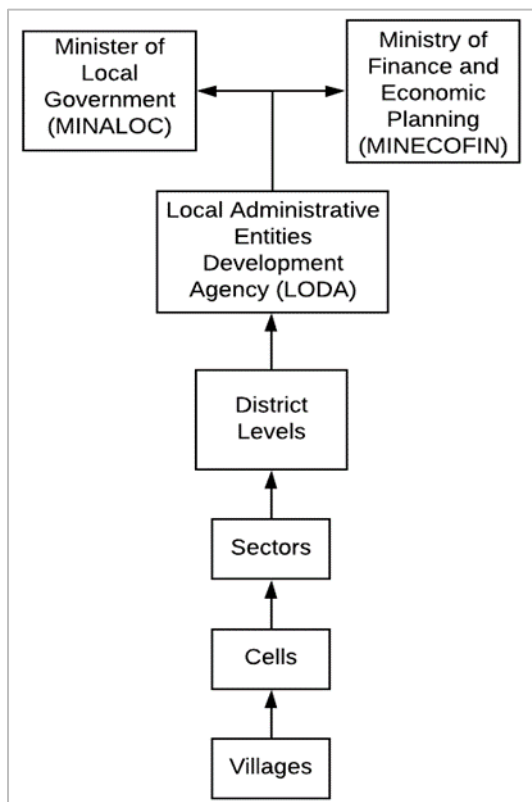 Minister of
Local
Government
(MINALOC)
Ministry of
Finance and
Economic
Planning
(MINECOFIN)
Local Administrative
Entities
Development
Agency (LODA)
District
Levels
Sectors
Cells
Villages